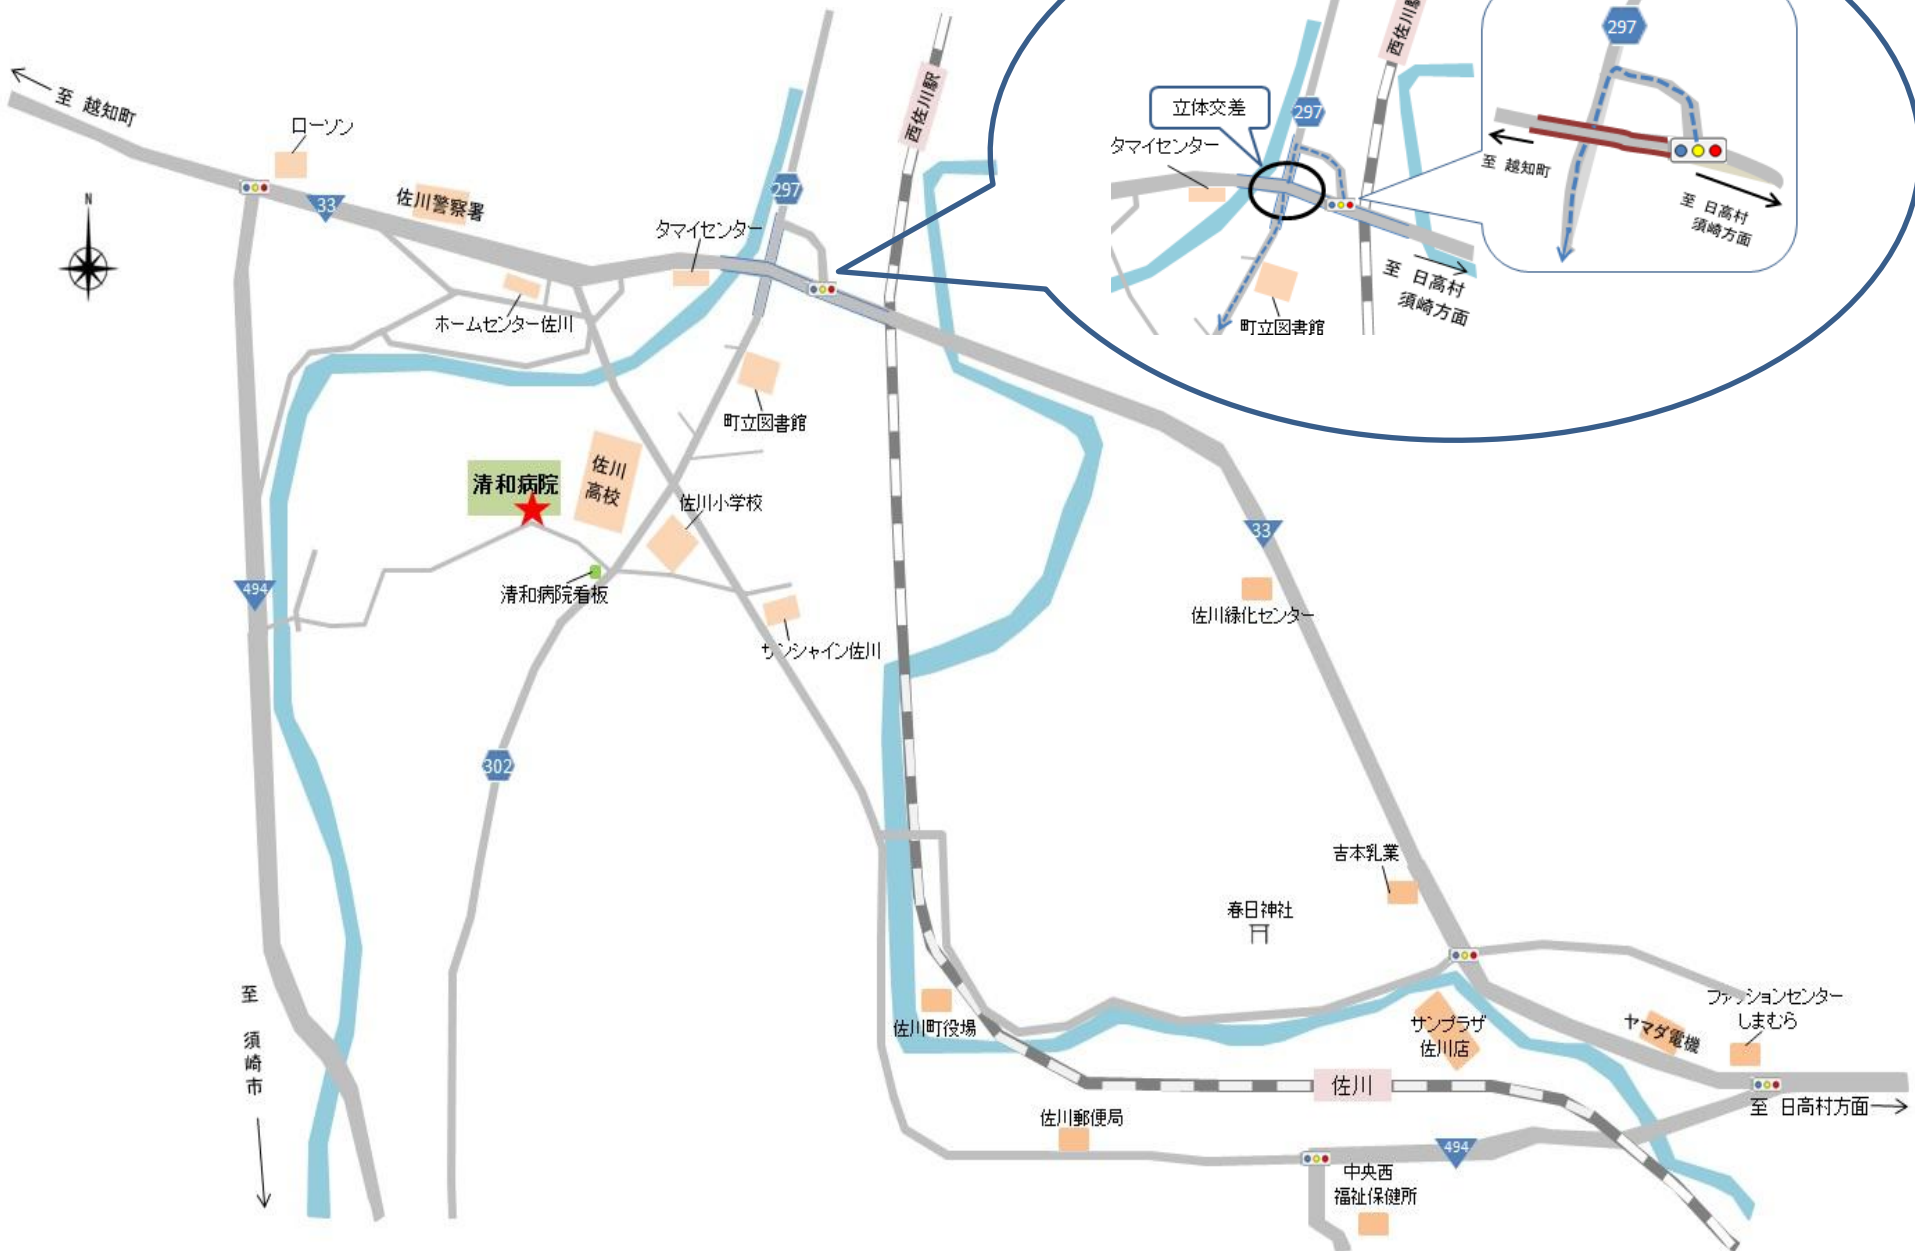 至 越知町
ローソン
33
佐川警察署
N
タマイセンター
297
西佐川駅
ホームセンター佐川
町立図書館
清和病院
佐川
高校
佐川小学校
清和病院看板
494
サンシャイン佐川
302
至 須崎市
33
佐川緑化センター
吉本乳業
春日神社
佐川町役場
サンプラザ
佐川店
ヤマダ電機
ファッションセンター
しまむら
佐川
至 日高村方面
佐川郵便局
494
中央西
福祉保健所
立体交差
297
西佐川駅
タマイセンター
町立図書館
至 日高村
須崎方面
297
至 越知町
至 日高村
須崎方面